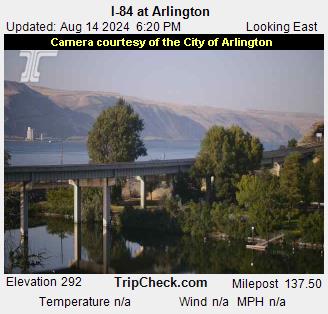 I-84 at Arlington
Updated: Aug 14 2024 6:20 PM Looking East
Camera courtesy of the City of Arlington
Elevation 292 TripCheck.com Milepost 137.50
Temperature n/a Wind n/a MPH n/a